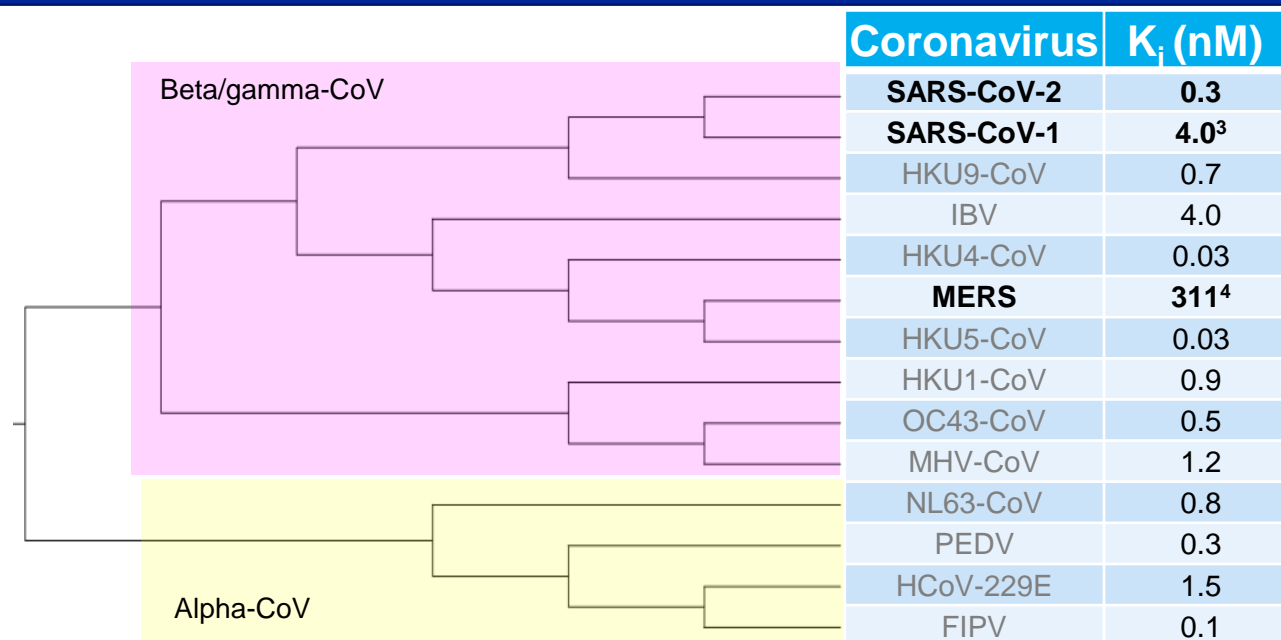 Coronavirus Kᵢ (nM)
Beta/gamma-CoV
SARS-CoV-2 0.3
SARS-CoV-1 4.0³
HKU9-CoV 0.7
IBV 4.0
HKU4-CoV 0.03
MERS 311⁴
HKU5-CoV 0.03
HKU1-CoV 0.9
OC43-CoV 0.5
MHV-CoV 1.2
NL63-CoV 0.8
PEDV 0.3
HCoV-229E 1.5
Alpha-CoV
FIPV 0.1